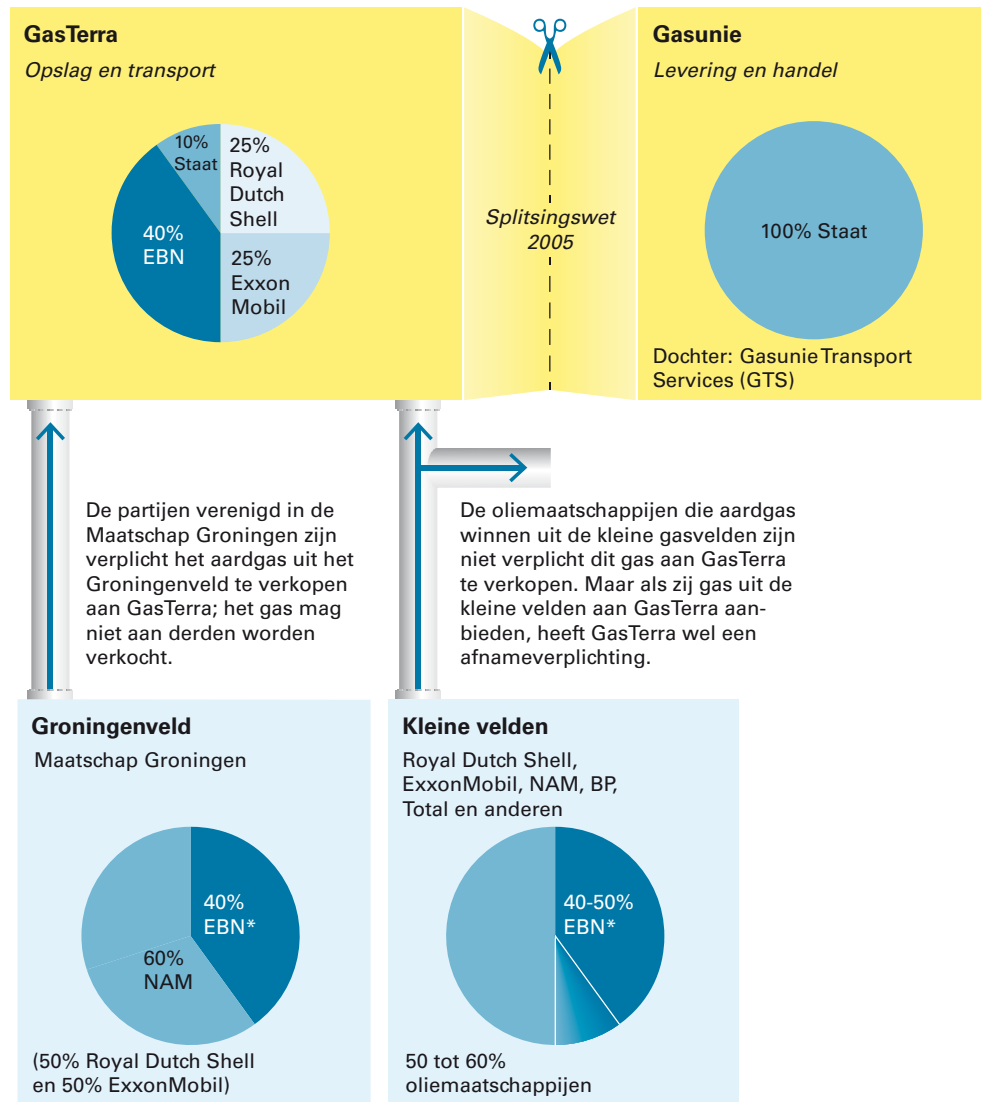 GasTerra
Opslag en transport
10%
Staat
25%
Royal
Dutch
Shell
40%
EBN
25%
Exxon
Mobil
Splitsingswet
2005
Gasunie
Levering en handel
100% Staat
Dochter: Gasunie Transport
Services (GTS)
De partijen verenigd in de
Maatschap Groningen zijn
verplicht het aardgas uit het
Groningenveld te verkopen
aan GasTerra; het gas mag
niet aan derden worden
verkocht.
De oliemaatschappijen die aardgas
winnen uit de kleine gasvelden zijn
niet verplicht dit gas aan GasTerra
te verkopen. Maar als zij gas uit de
kleine velden aan GasTerra aan-
bieden, heeft GasTerra wel een
afnameverplichting.
Groningenveld
Maatschap Groningen
40%
EBN*
60%
NAM
(50% Royal Dutch Shell
en 50% ExxonMobil)
Kleine velden
Royal Dutch Shell,
ExxonMobil, NAM, BP,
Total en anderen
40-50%
EBN*
50 tot 60%
oliemaatschappijen